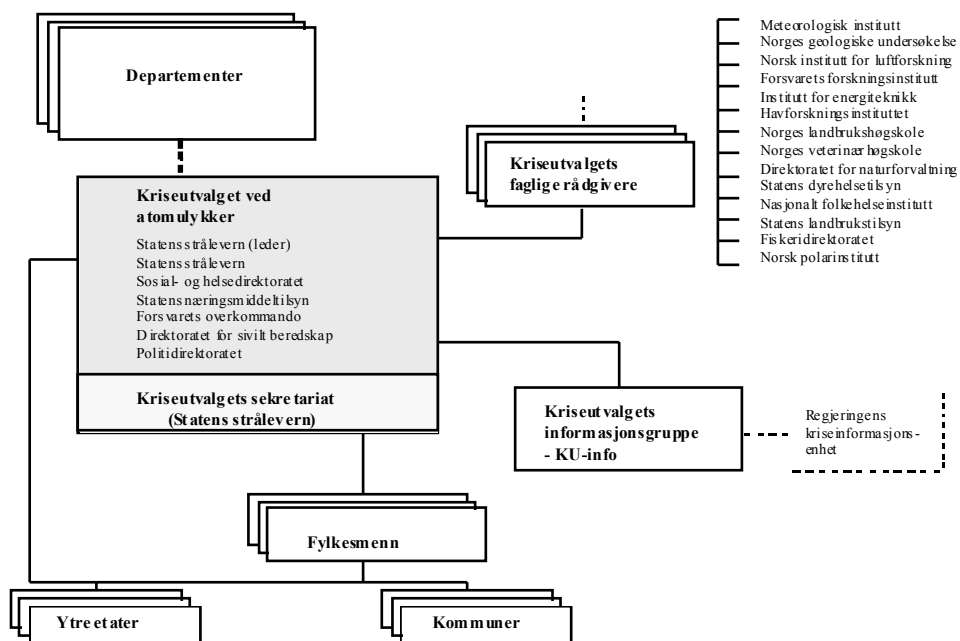 Departementer
Kriseutvalget ved
atomulykker
Statens strålevern (leder)
Statens strålevern
Sosial- og helsedirektoratet
Statens næringsmiddeltilsyn
Forsvarets overkommando
Direktoratet for sivilt beredskap
Politidirektoratet
Kriseutvalgets sekretariat
(Statens strålevern)
Kriseutvalgets
faglige rådgivere
Meteorologisk institutt
Norges geologiske undersøkelse
Norsk institutt for luftforskning
Forsvarets forskningsinstitutt
Institutt for energiteknikk
Havforskningsinstituttet
Norges landbrukshøgskole
Norges veterinærhøgskole
Direktoratet for naturforvaltning
Statens dyrehelsetilsyn
Nasjonalt folkehelseinstitutt
Statens landbrukstilsyn
Fiskeridirektoratet
Norsk polarinstitutt
Kriseutvalgets
informasjonsgruppe
- KU-info
Regjeringens
kriseinformasjons-
enhet
Fylkesmenn
Ytre etater
Kommuner